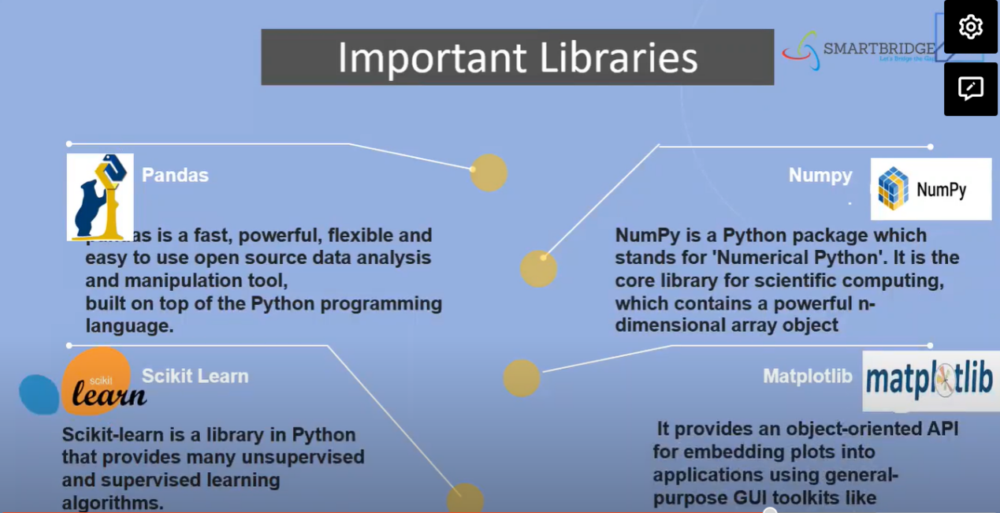 Important Libraries
SMARTBRIDGE
Let's Bridge the Gap
Pandas
as is a fast, powerful, flexible and
easy to use open source data analysis
and manipulation tool,
built on top of the Python programming
language.
Numpy
.
NumPy
NumPy is a Python package which
stands for 'Numerical Python'. It is the
core library for scientific computing,
which contains a powerful n-
dimensional array object
scikit
learn
Scikit Learn
Scikit-learn is a library in Python
that provides many unsupervised
and supervised learning
algorithms.
Matplotlib
matplotlib
It provides an object-oriented API
for embedding plots into
applications using general-
purpose GUI toolkits like